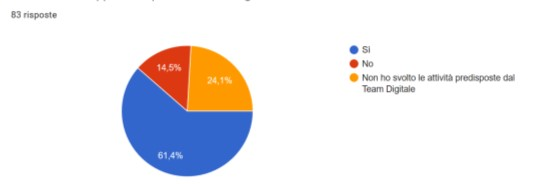 83 risposte
Sì
No
Non ho svolto le attività predisposte dal
Team Digitale
14,5%
24,1%
61,4%